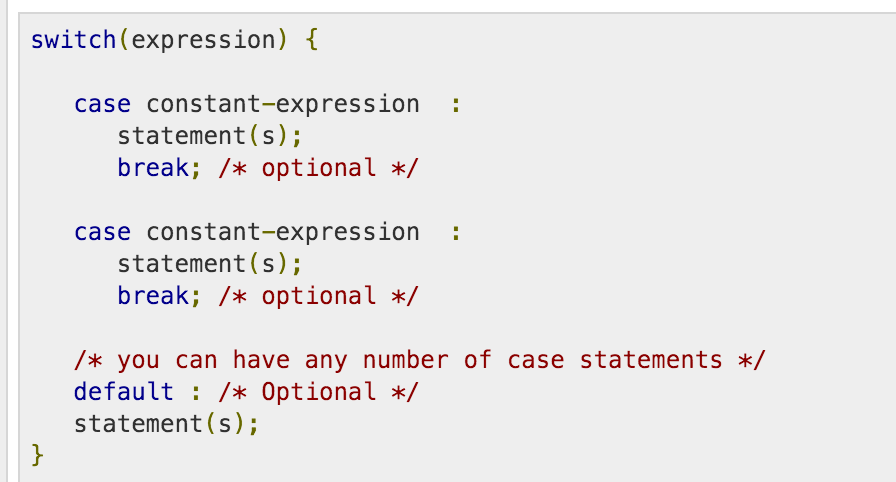 switch(expression) {
case constant-expression :
statement(s);
break; /* optional */
case constant-expression :
statement(s);
break; /* optional */
/* you can have any number of case statements */
default : /* Optional */
statement(s);
}